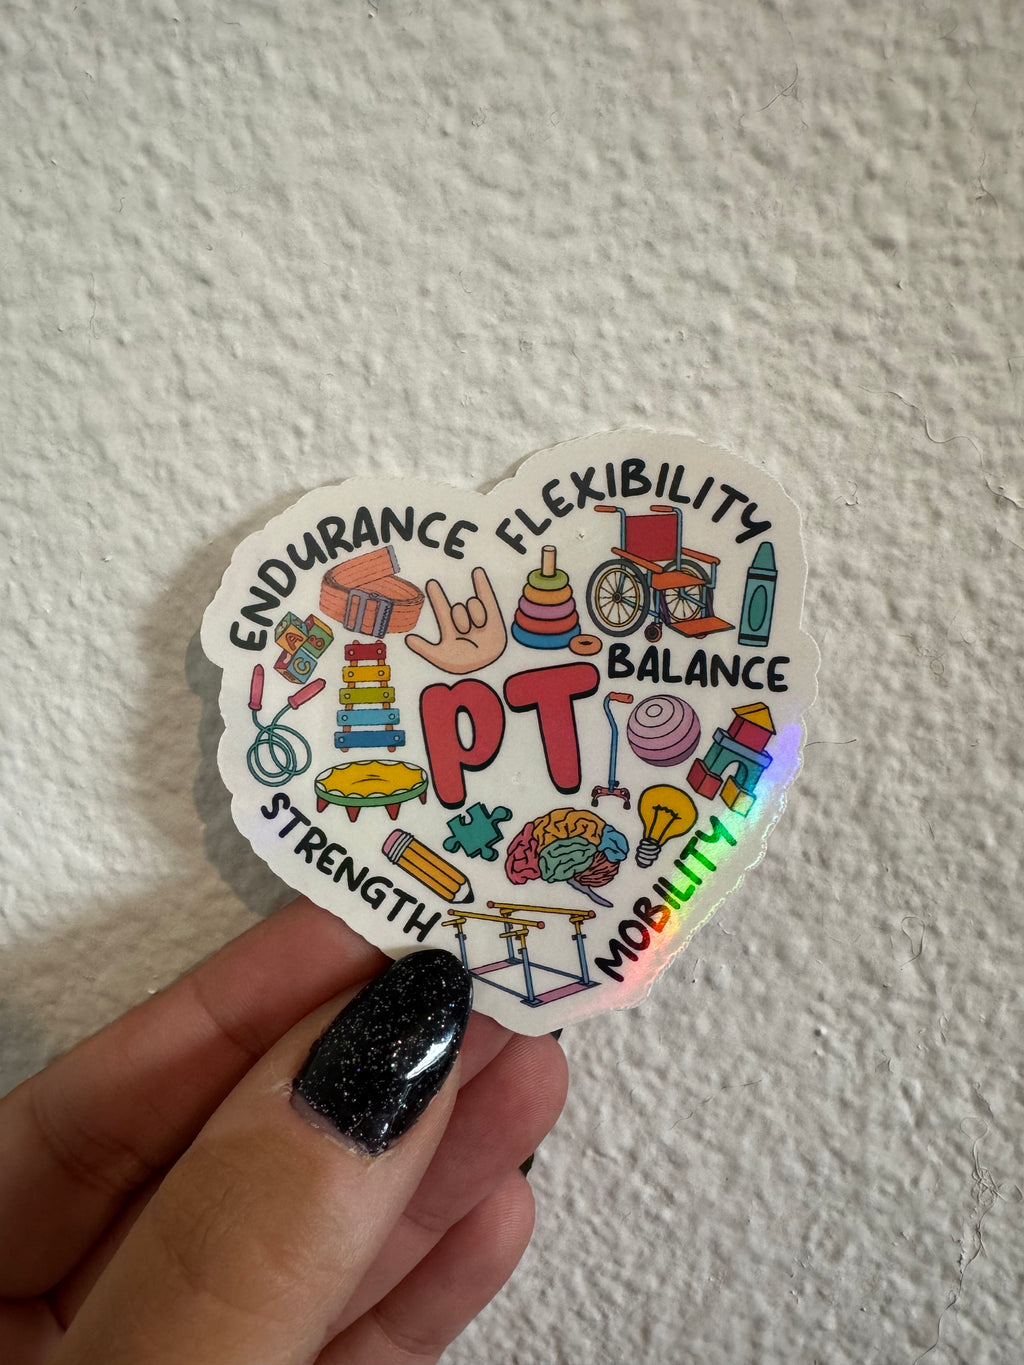 ENDURANCE
FLEXIBILITY
A B C
BALANCE
PT
STRENGTH
MOBILITY